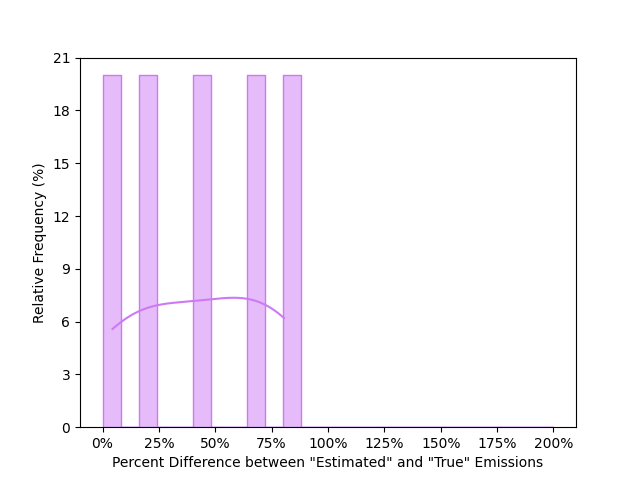 21
18
15
12
9
6
3
0
Relative Frequency (%)
0% 25% 50% 75% 100% 125% 150% 175% 200%
Percent Difference between "Estimated" and "True" Emissions